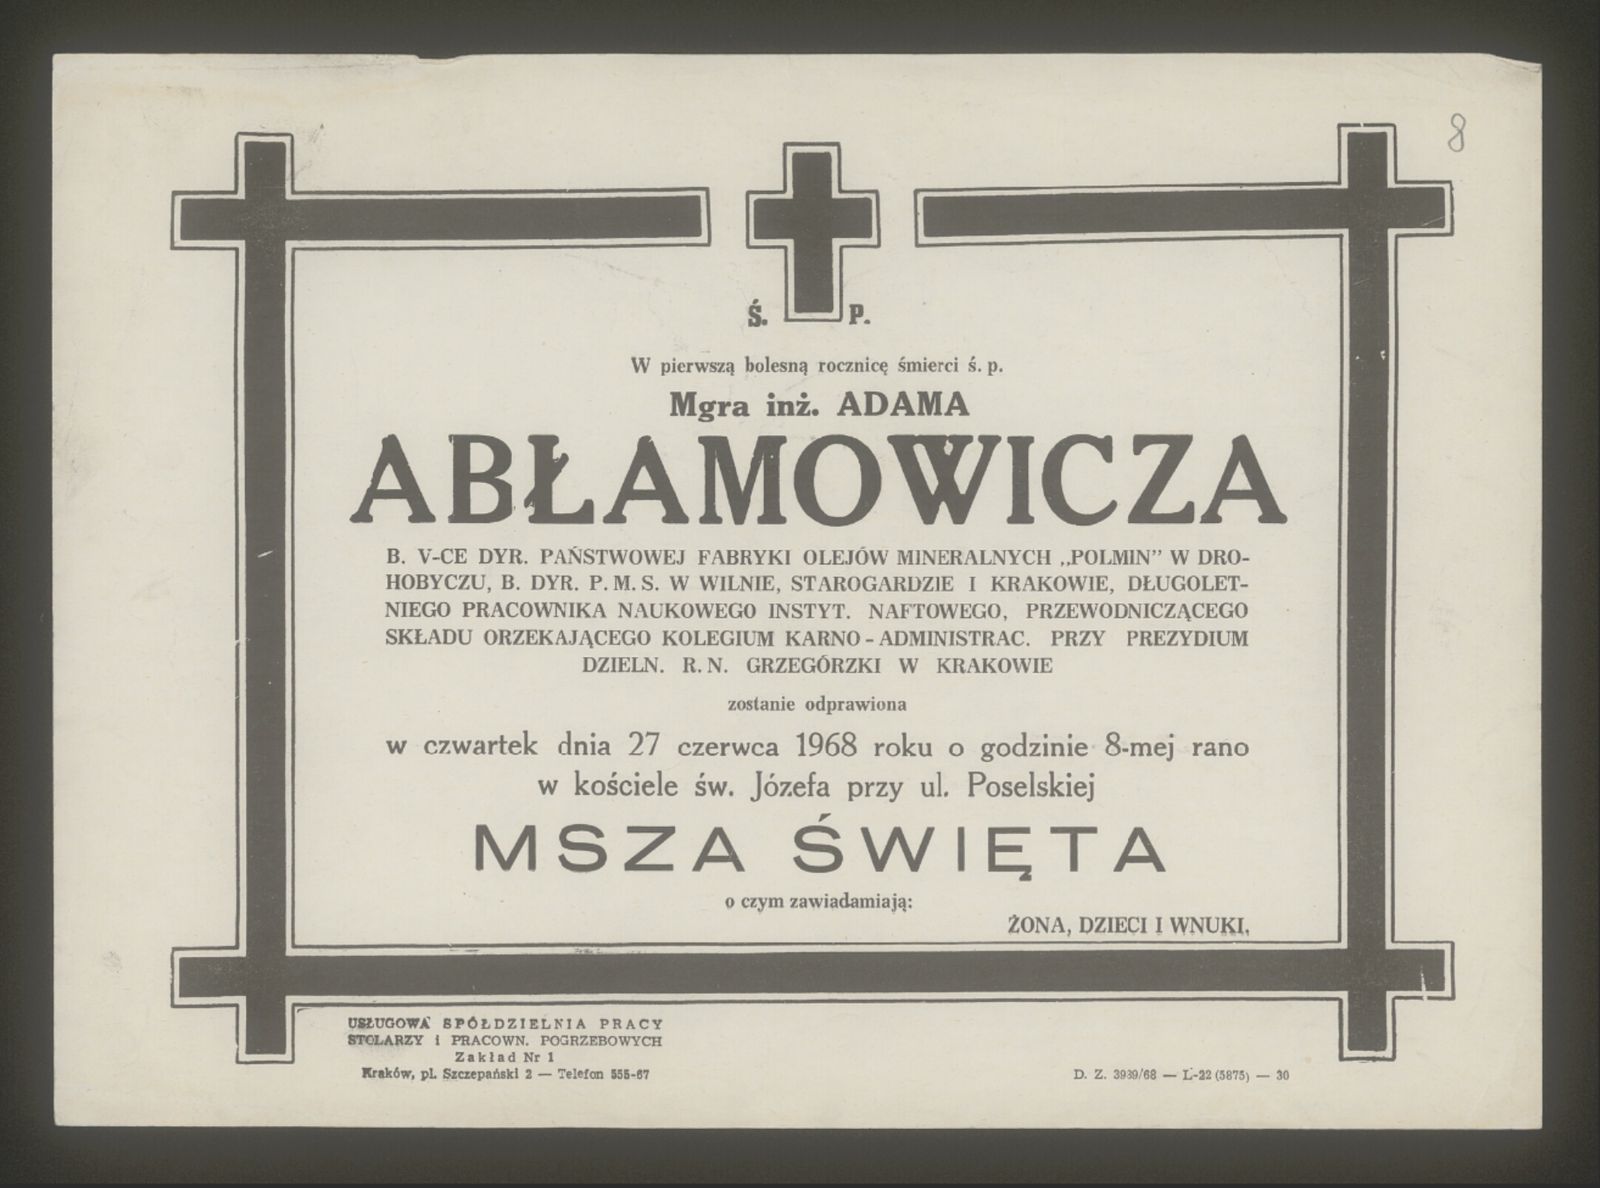 8
Ś. P.
W pierwszą bolesną rocznicę śmierci ś. p.
Mgra inż. ADAMA
ABŁAMOWICZA
B. V-CE DYR. PAŃSTWOWEJ FABRYKI OLEJÓW MINERALNYCH „POLMIN” W DRO-
HOBYCZU, B. DYR. P. M. S. W WILNIE, STAROGARDZIE I KRAKOWIE, DŁUGOLET-
NIEGO PRACOWNIKA NAUKOWEGO INSTYT. NAFTOWEGO, PRZEWODNICZĄCEGO
SKŁADU ORZEKAJĄCEGO KOLEGIUM KARNO - ADMINISTRAC. PRZY PREZYDIUM
DZIELN. R. N. GRZEGÓRZKI W KRAKOWIE
zostanie odprawiona
w czwartek dnia 27 czerwca 1968 roku o godzinie 8-mej rano
w kościele św. Józefa przy ul. Poselskiej
MSZA ŚWIĘTA
o czym zawiadamiają:
ŻONA, DZIECI I WNUKI,
USŁUGOWA SPÓŁDZIELNIA PRACY
STOLARZY i PRACOWN. POGRZEBOWYCH
Zakład Nr 1
Kraków, pl. Szczepański 2 — Telefon 555-67
D. Z. 3939/68 — L-22 (5875) — 30